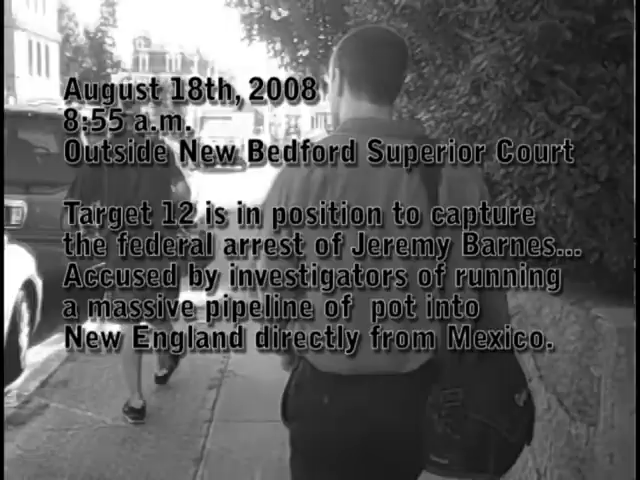 August 18th, 2008
8:55 a.m.
Outside New Bedford Superior Court
Target 12 is in position to capture
the federal arrest of Jeremy Barnes...
Accused by investigators of running
a massive pipeline of pot into
New England directly from Mexico.